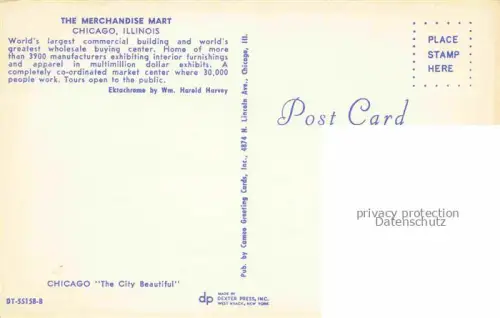 THE MERCHANDISE MART
CHICAGO, ILLINOIS
World's largest commercial building and world's
greatest wholesale buying center. Home of more
than 3900 manufacturers exhibiting interior furnishings
and apparel in multimillion dollar exhibits. A
completely co-ordinated market center where 30,000
people work. Tours open to the public.
Ektachrome by Wm. Harold Harvey
CHICAGO "The City Beautiful"
DT-55158-B
Pub. by Cameo Greeting Cards, Inc., 4874 N. Lincoln Ave., Chicago, Ill.
dp
MADE BY
DEXTER PRESS, INC.
WEST NYACK, NEW YORK
Post Card
PLACE
STAMP
HERE
privacy protection
Datenschutz